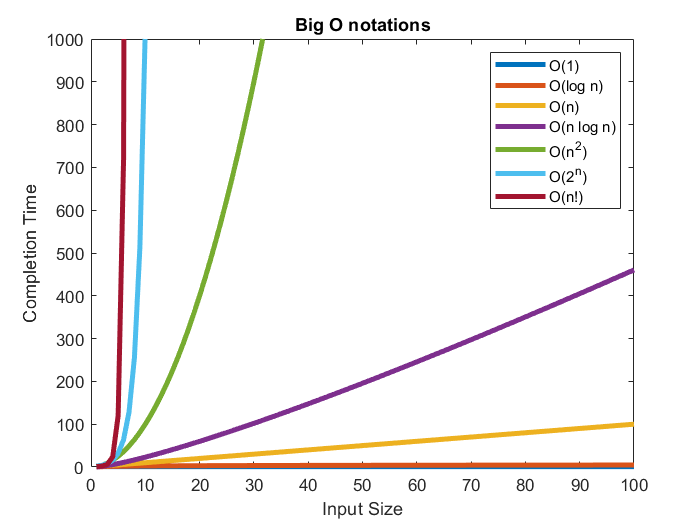 Big O notations
1000
900
800
700
600
500
400
300
200
100
0
Completion Time
O(1)
O(log n)
O(n)
O(n log n)
O(n²)
O(2ⁿ)
O(n!)
0 10 20 30 40 50 60 70 80 90 100
Input Size